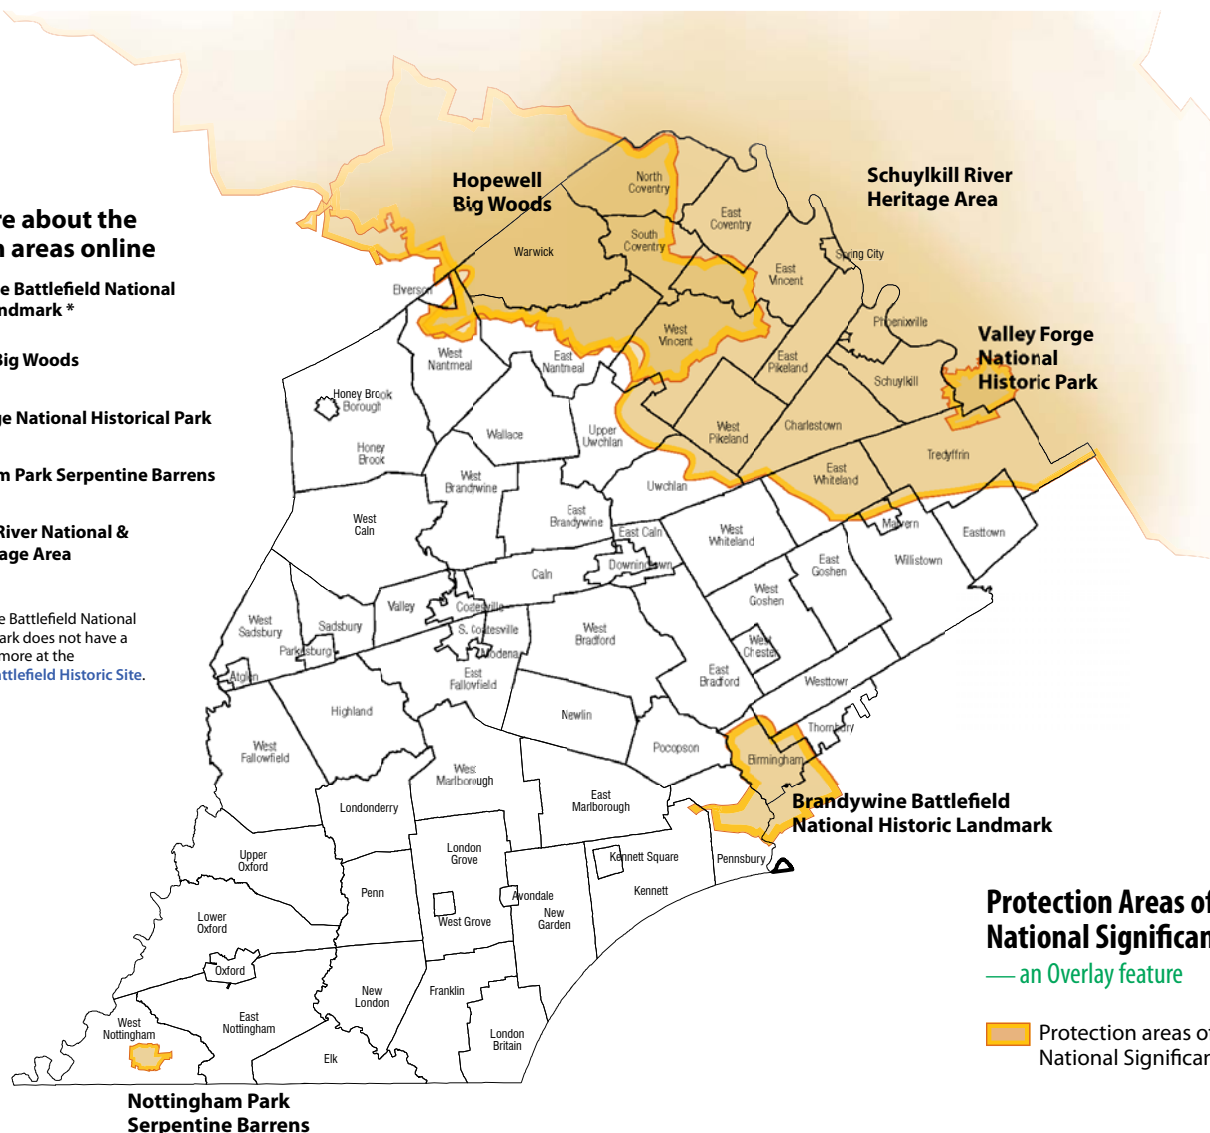 re about the
n areas online
e Battlefield National
ndmark *
Big Woods
ge National Historical Park
m Park Serpentine Barrens
River National &
age Area
e Battlefield National
ark does not have a
more at the
attlefield Historic Site.
Hopewell
Big Woods
Schuylkill River
Heritage Area
Valley Forge
National
Historic Park
Brandywine Battlefield
National Historic Landmark
Nottingham Park
Serpentine Barrens
Protection Areas of
National Significan
— an Overlay feature
Protection areas of
National Significan
North
Coventry
East
Coventry
South
Coventry
Warwick
Spring City
East
Vincent
Elverson
Phoenixville
West
Vincent
West
Nantmeal
East
Nantmeal
East
Pikeland
Schuylkill
Honey Brook
Borough
Honey
Brook
Wallace
Upper
Uwchlan
West
Pikeland
Charlestown
Tredyffrin
East
Whiteland
West
Brandywine
Uwchlan
West
Caln
East
Brandywine
East Caln
West
Whiteland
Malvern
Easttown
Willistown
East
Goshen
Downingtown
Caln
West
Goshen
Valley
Coatesville
West
Sadsbury
Sadsbury
Parkesburg
S. Coatesville
Modena
West
Bradford
West
Chester
Atglen
East
Fallowfield
East
Bradford
Westtown
Highland
Newlin
Thornbury
West
Fallowfield
Pocopson
Birmingham
West
Marlborough
East
Marlborough
Londonderry
London
Grove
Kennett Square
Pennsbury
Upper
Oxford
Penn
Avondale
Kennett
West Grove
New
Garden
Lower
Oxford
Oxford
New
London
Franklin
West
Nottingham
East
Nottingham
Elk
London
Britain